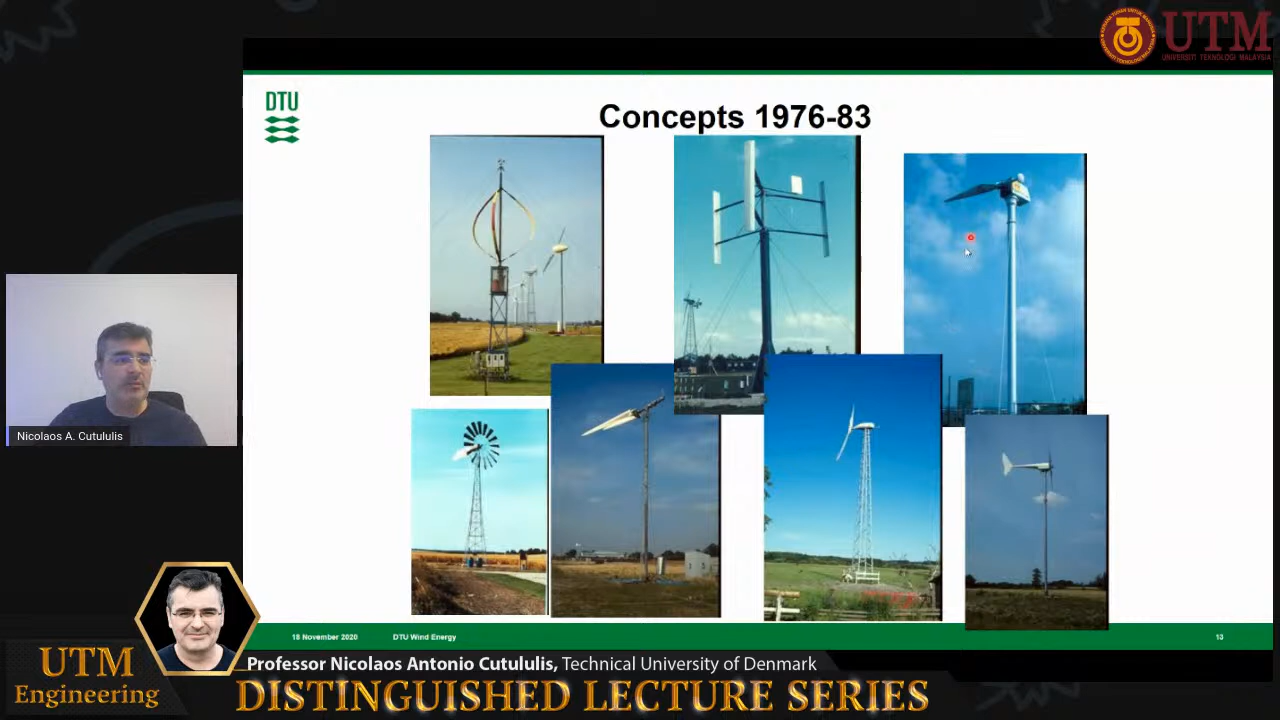 UTM
UNIVERSITI TEKNOLOGI MALAYSIA
DTU
Concepts 1976-83
Nicolaos A. Cutululis
18 November 2020
DTU Wind Energy
13
UTM
Engineering
Professor Nicolaos Antonio Cutululis, Technical University of Denmark
DISTINGUISHED LECTURE SERIES